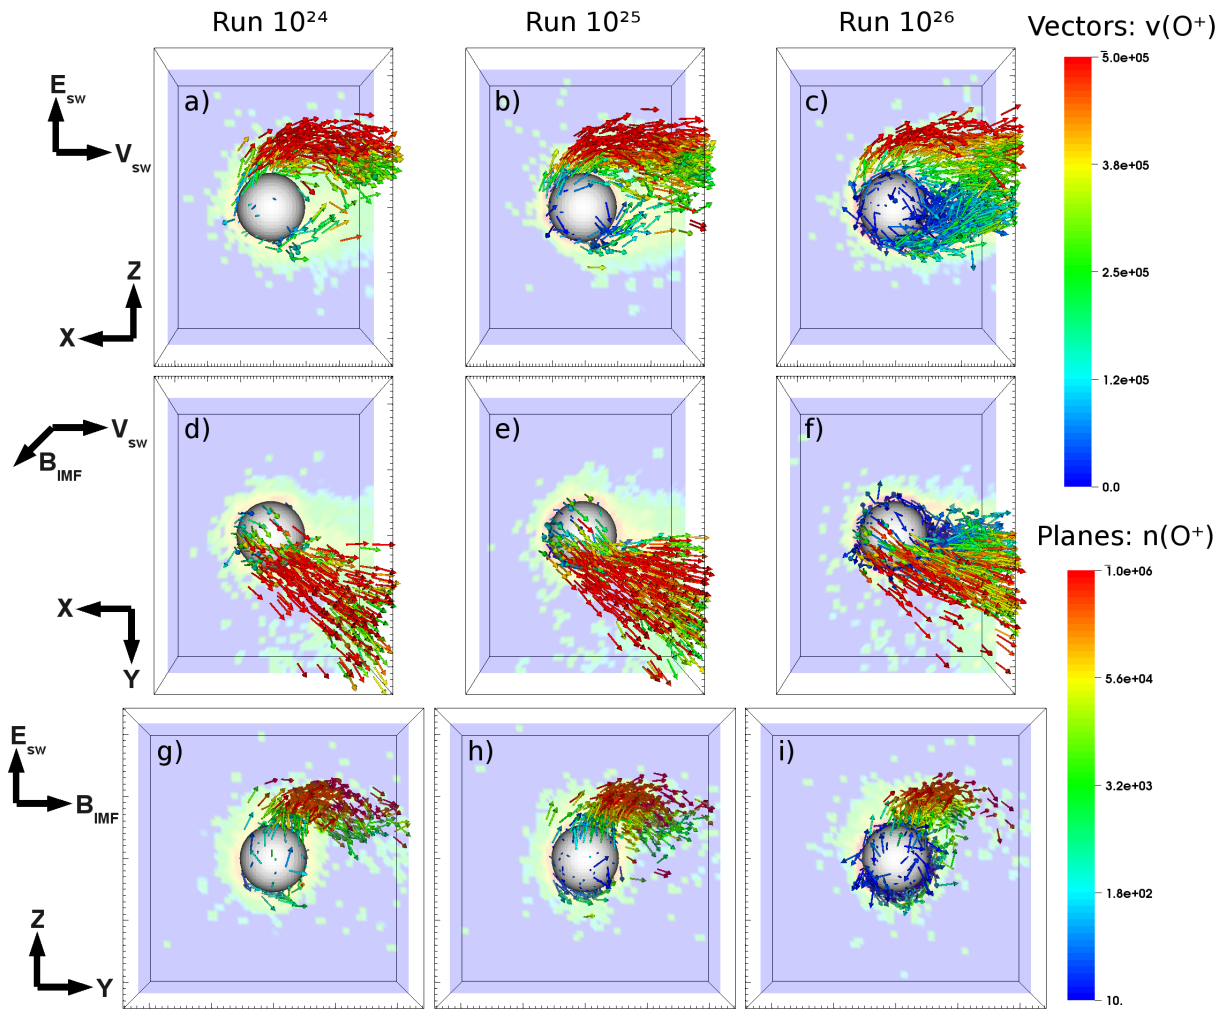 Run 10²⁴ Run 10²⁵ Run 10²⁶
Vectors: v(O⁺)
5.0e+05
3.8e+05
2.5e+05
1.2e+05
0.0
E_sw
V_sw
Z
X
a) b) c)
V_sw
B_IMF
X
Y
d) e) f)
Planes: n(O⁺)
1.0e+06
5.6e+04
3.2e+03
1.8e+02
10.
E_sw
B_IMF
Z
Y
g) h) i)